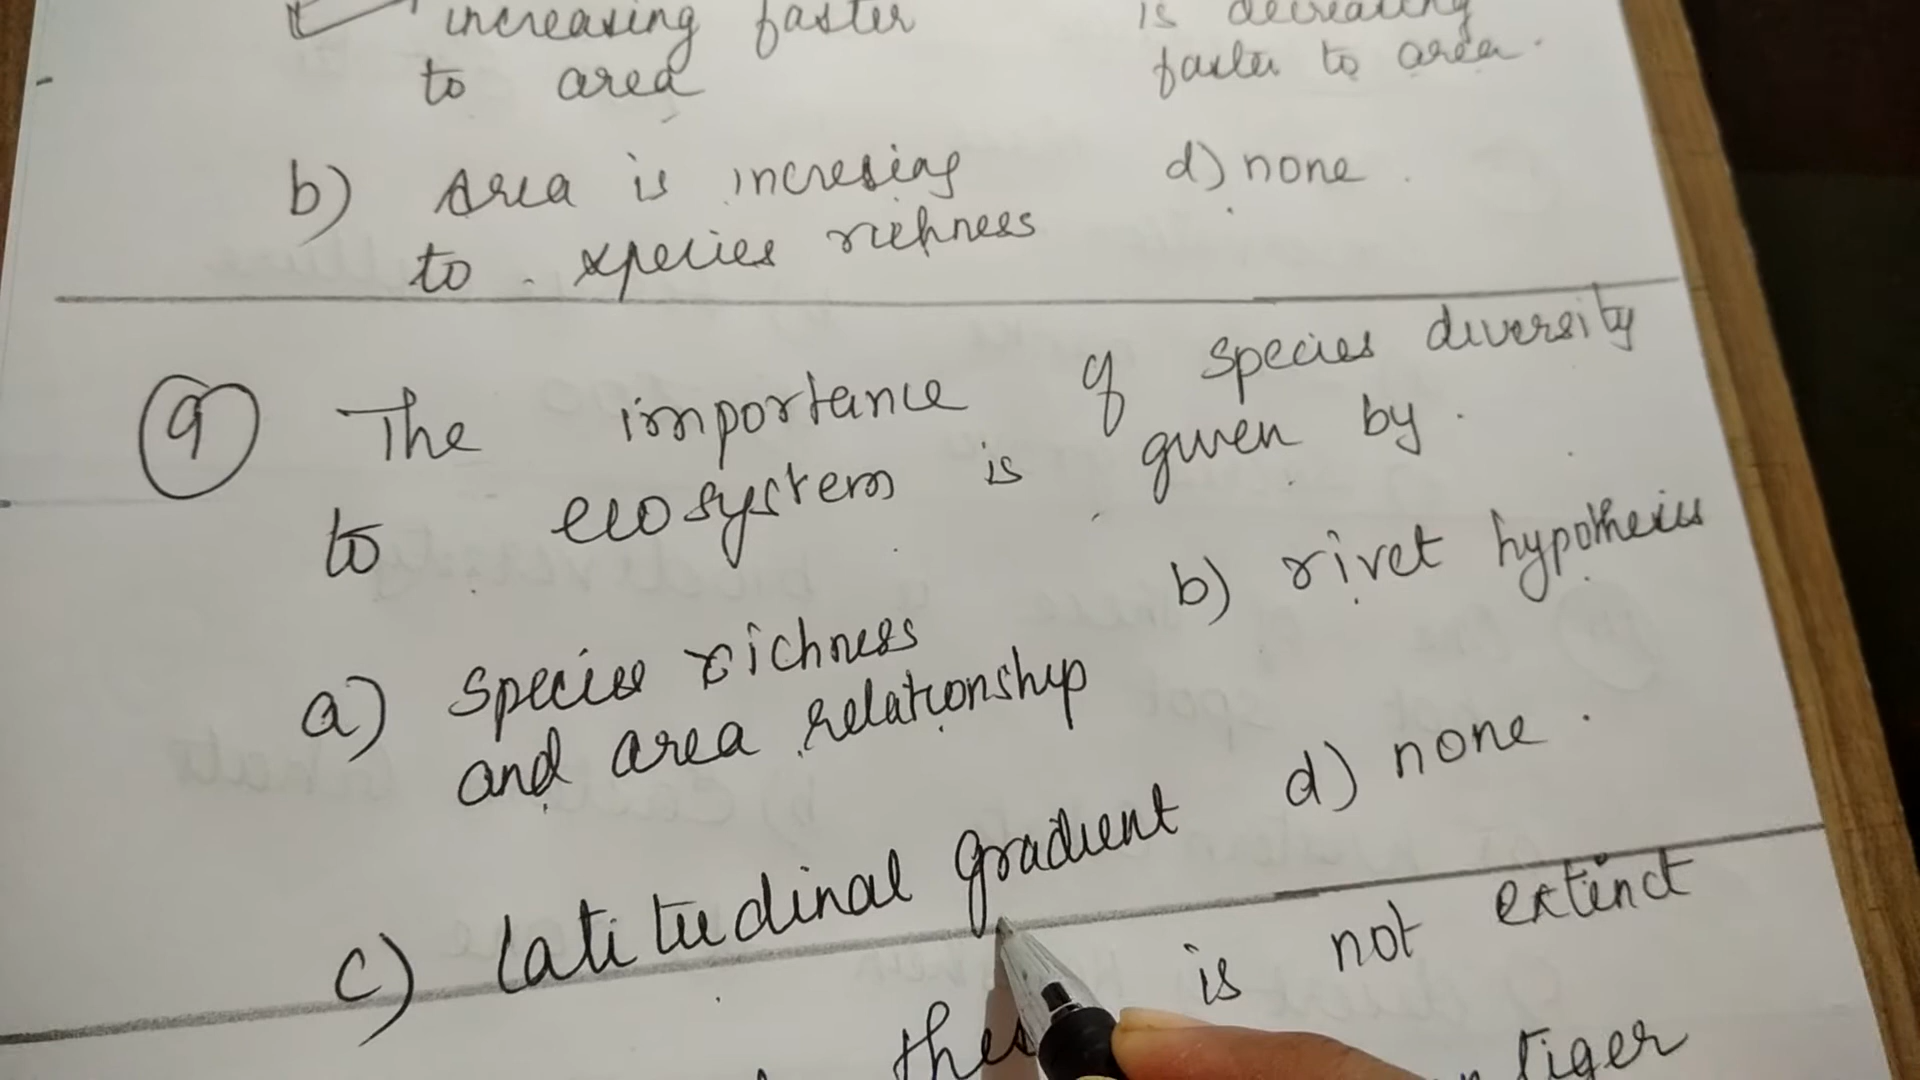 increasing faster
to area
is decreating
faster to area.
b) Area is incresing
to species richness
d) none.
9 The importance of species diversity
to ecosystem is given by.
a) Species richness
and area relationship
b) rivet hypothesis
c) latitudinal gradient
d) none.
is not extinct
tiger